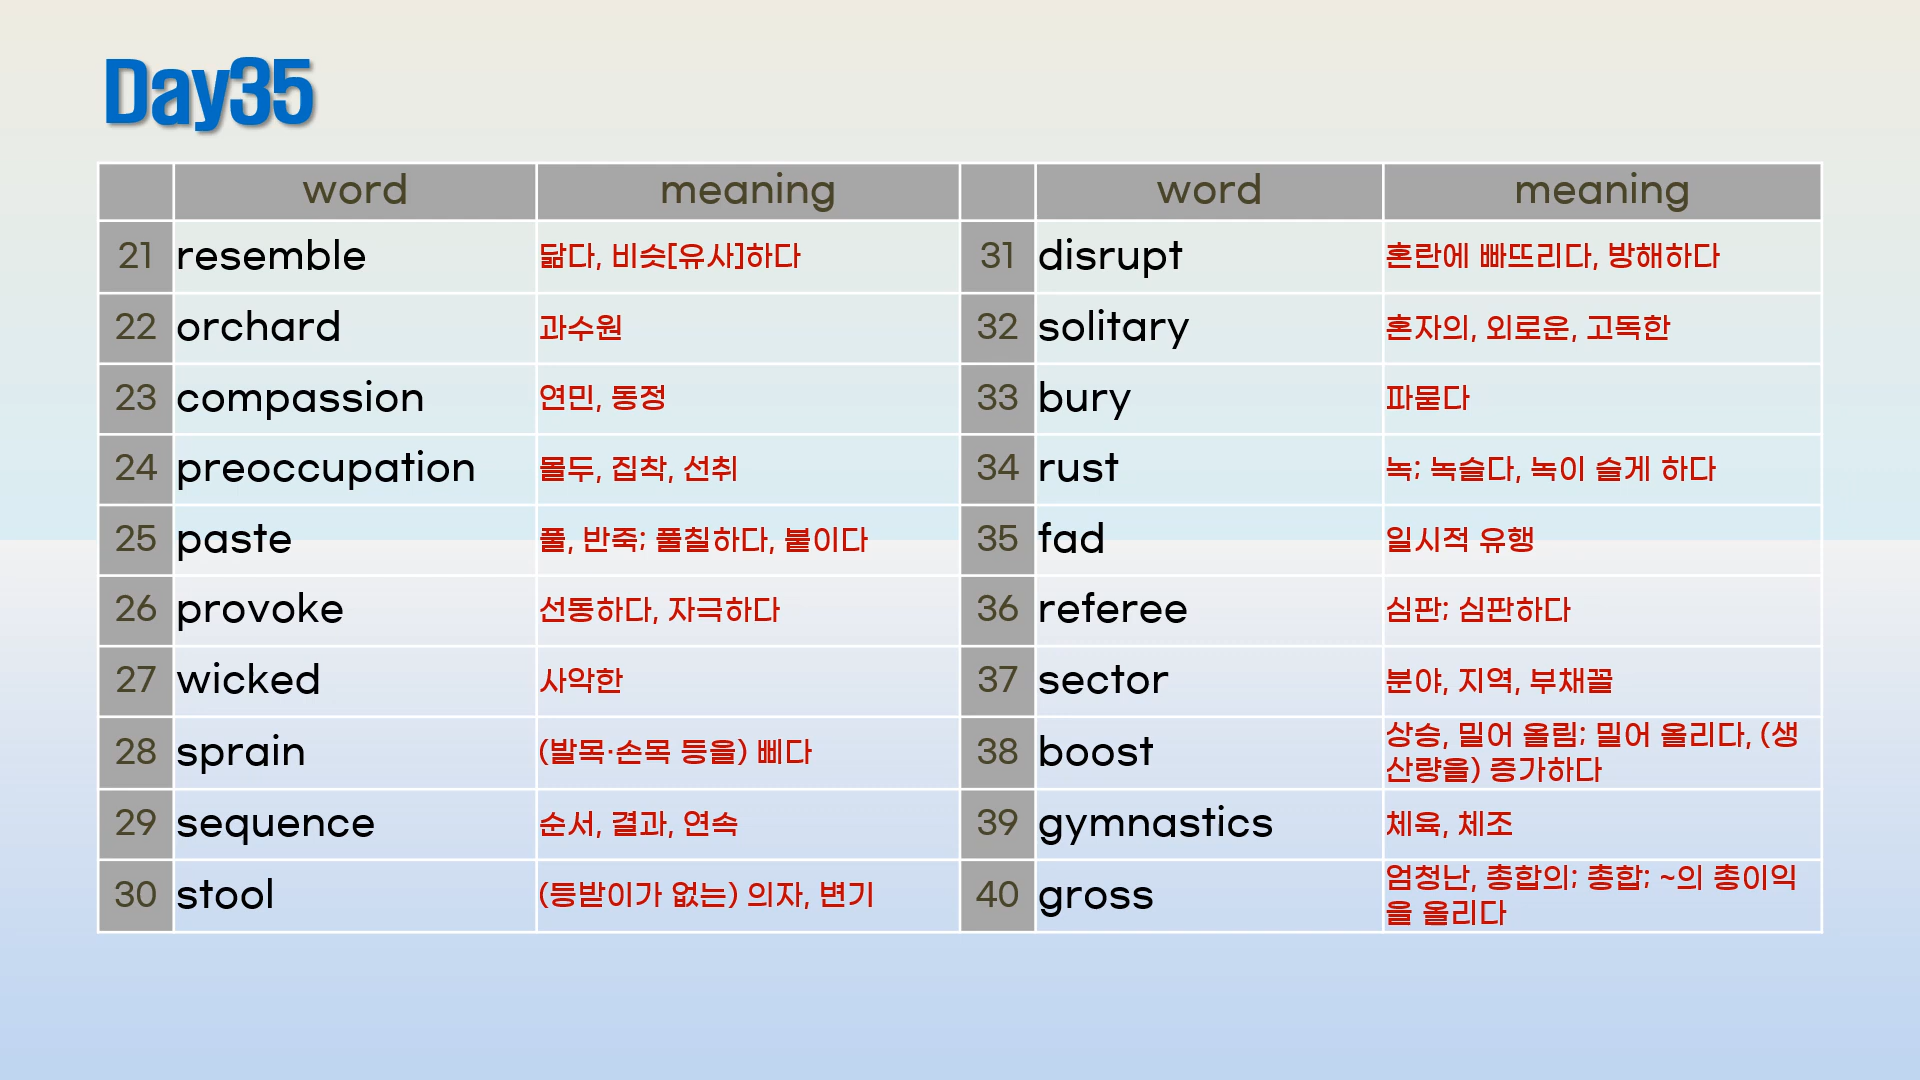 Day35
word meaning word meaning
21 resemble 닮다, 비슷[유사]하다 31 disrupt 혼란에 빠뜨리다, 방해하다
22 orchard 과수원 32 solitary 혼자의, 외로운, 고독한
23 compassion 연민, 동정 33 bury 파묻다
24 preoccupation 몰두, 집착, 선취 34 rust 녹; 녹슬다, 녹이 슬게 하다
25 paste 풀, 반죽; 풀칠하다, 붙이다 35 fad 일시적 유행
26 provoke 선동하다, 자극하다 36 referee 심판; 심판하다
27 wicked 사악한 37 sector 분야, 지역, 부채꼴
28 sprain (발목·손목 등을) 삐다 38 boost 상승, 밀어 올림; 밀어 올리다, (생
산량을) 증가하다
29 sequence 순서, 결과, 연속 39 gymnastics 체육, 체조
30 stool (등받이가 없는) 의자, 변기 40 gross 엄청난, 총합의; 총합; ~의 총이익
을 올리다